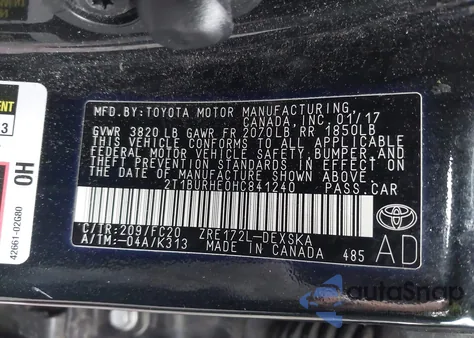 MFD.BY:TOYOTA MOTOR MANUFACTURING
CANADA INC. 01/17
GVWR 3820 LB GAWR FR 2070LB RR 1850LB
THIS VEHICLE CONFORMS TO ALL APPLICABLE
FEDERAL MOTOR VEHICLE SAFETY, BUMPER, AND
THEFT PREVENTION STANDARDS IN EFFECT ON
THE DATE OF MANUFACTURE SHOWN ABOVE.
2T1BURHE0HC841240 PASS.CAR
C/TR:209/FC20 ZRE172L-DEXSKA
A/TM:-04A/K313 MADE IN CANADA 485
AD
TOYOTA
OH
42661-02G80
autoSnap